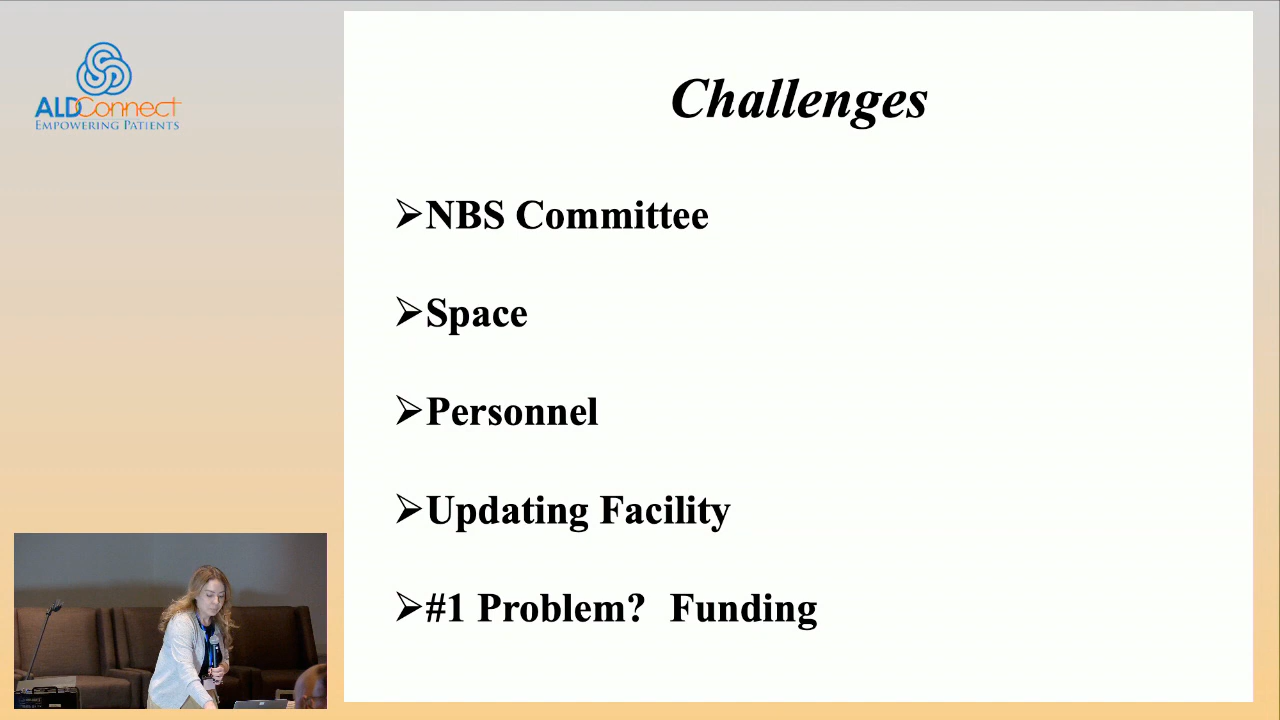 ALDConnect
EMPOWERING PATIENTS
Challenges
➢NBS Committee
➢Space
➢Personnel
➢Updating Facility
➢#1 Problem? Funding